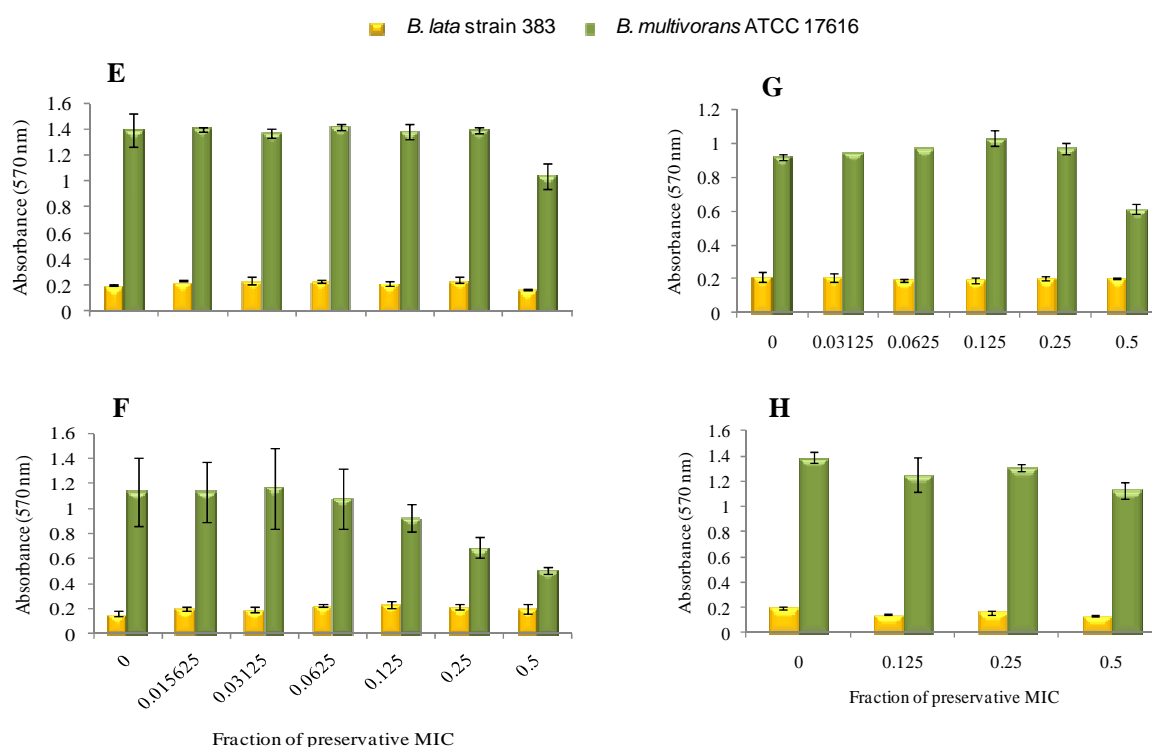 B. lata strain 383 B. multivorans ATCC 17616
E
Absorbance (570 nm)
1.6
1.4
1.2
1
0.8
0.6
0.4
0.2
0
G
Absorbance (570 nm)
1.2
1
0.8
0.6
0.4
0.2
0
0 0.03125 0.0625 0.125 0.25 0.5
F
Absorbance (570 nm)
1.6
1.4
1.2
1
0.8
0.6
0.4
0.2
0
0 0.015625 0.03125 0.0625 0.125 0.25 0.5
Fraction of preservative MIC
H
Absorbance (570 nm)
1.6
1.4
1.2
1
0.8
0.6
0.4
0.2
0
0 0.125 0.25 0.5
Fraction of preservative MIC